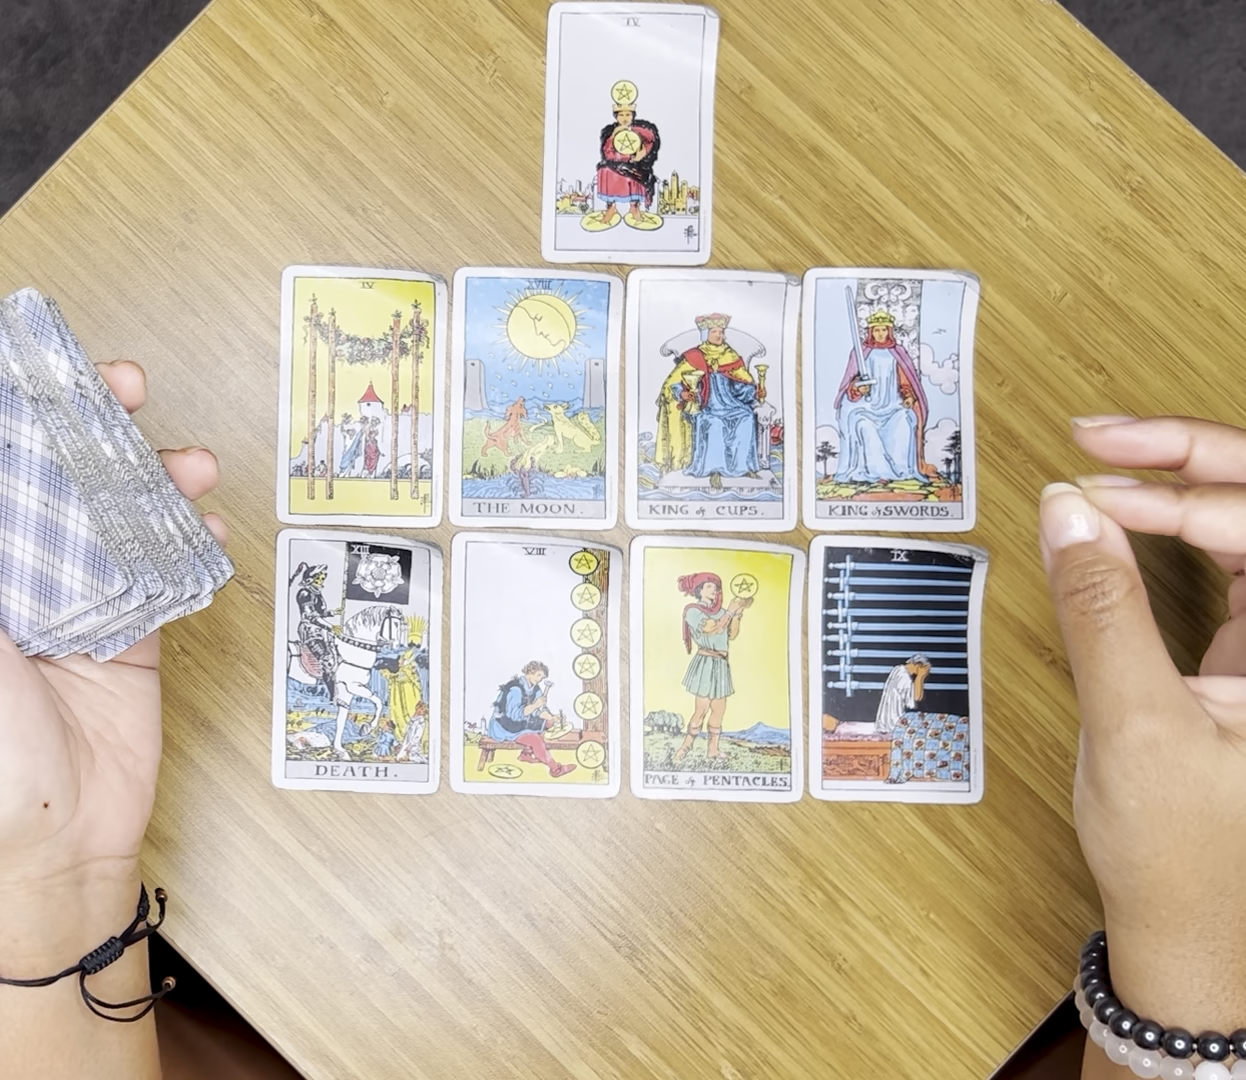 IV
IV
XVIII
THE MOON.
KING of CUPS.
KING of SWORDS.
XIII
DEATH.
VIII
PAGE of PENTACLES.
IX